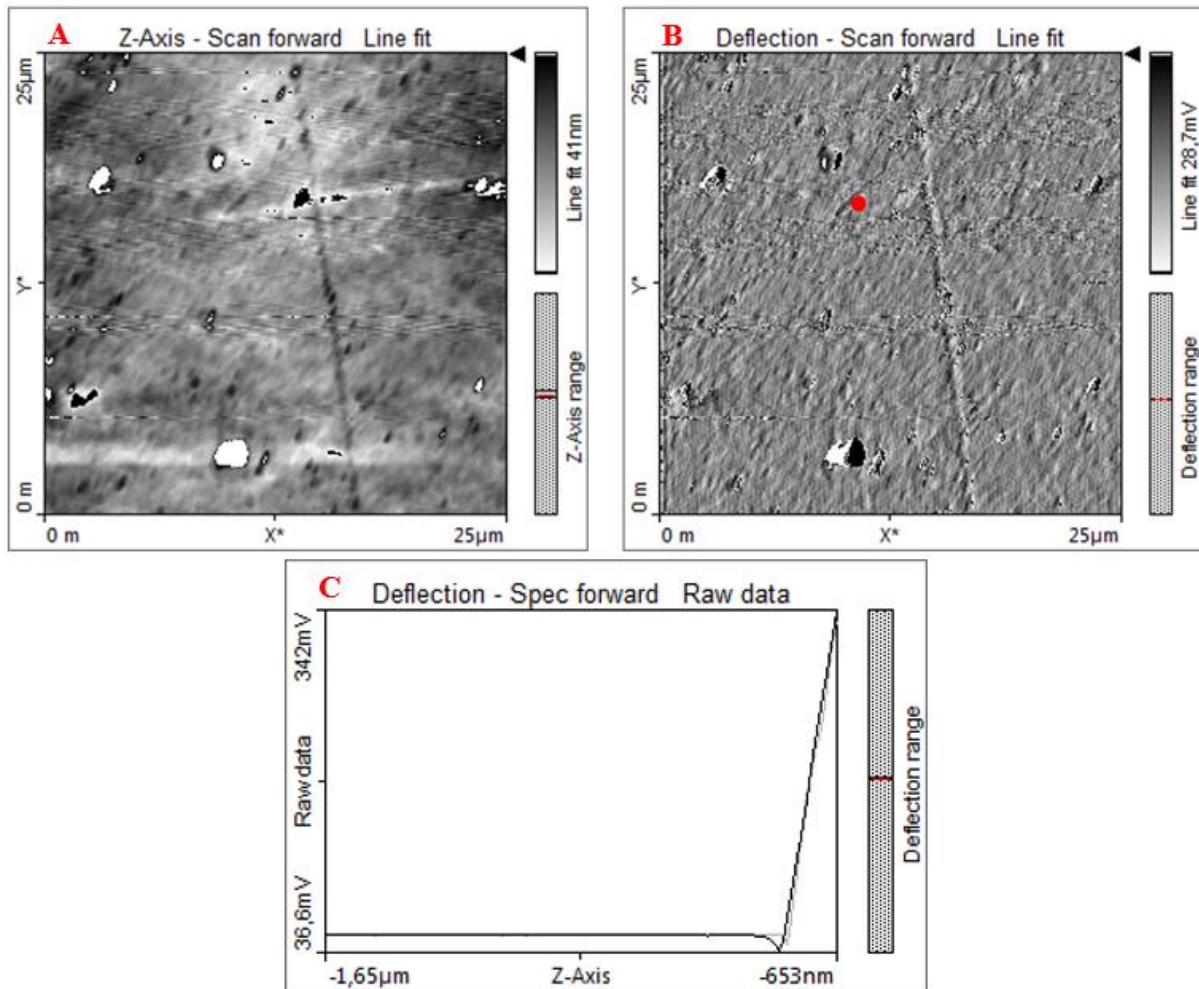 A
Z-Axis - Scan forward Line fit
25µm
Y*
0 m
0 m
X*
25µm
Line fit 41nm
Z-Axis range
B
Deflection - Scan forward Line fit
25µm
Y*
0 m
0 m
X*
25µm
Line fit 28,7mV
Deflection range
C
Deflection - Spec forward Raw data
342mV
Raw data
36,6mV
-1,65µm
Z-Axis
-653nm
Deflection range